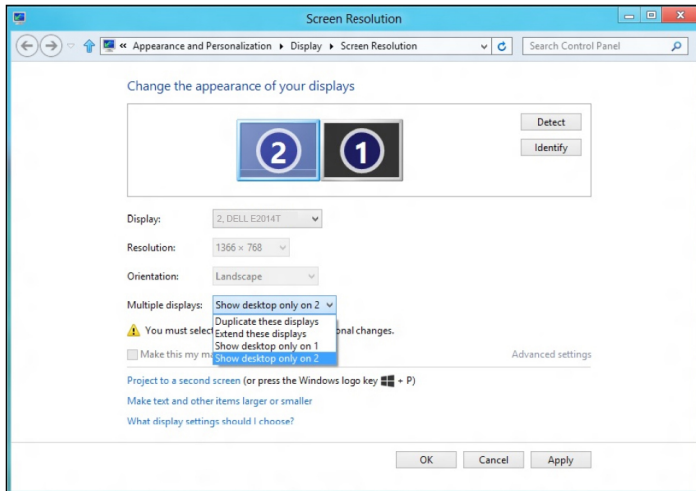 Screen Resolution
« Appearance and Personalization ▸ Display ▸ Screen Resolution
Search Control Panel
Change the appearance of your displays
2 1
Detect
Identify
Display: 2, DELL E2014T
Resolution: 1366 × 768
Orientation: Landscape
Multiple displays: Show desktop only on 2
Duplicate these displays
Extend these displays
Show desktop only on 1
Show desktop only on 2
You must select onal changes.
Make this my m
Advanced settings
Project to a second screen (or press the Windows logo key + P)
Make text and other items larger or smaller
What display settings should I choose?
OK Cancel Apply